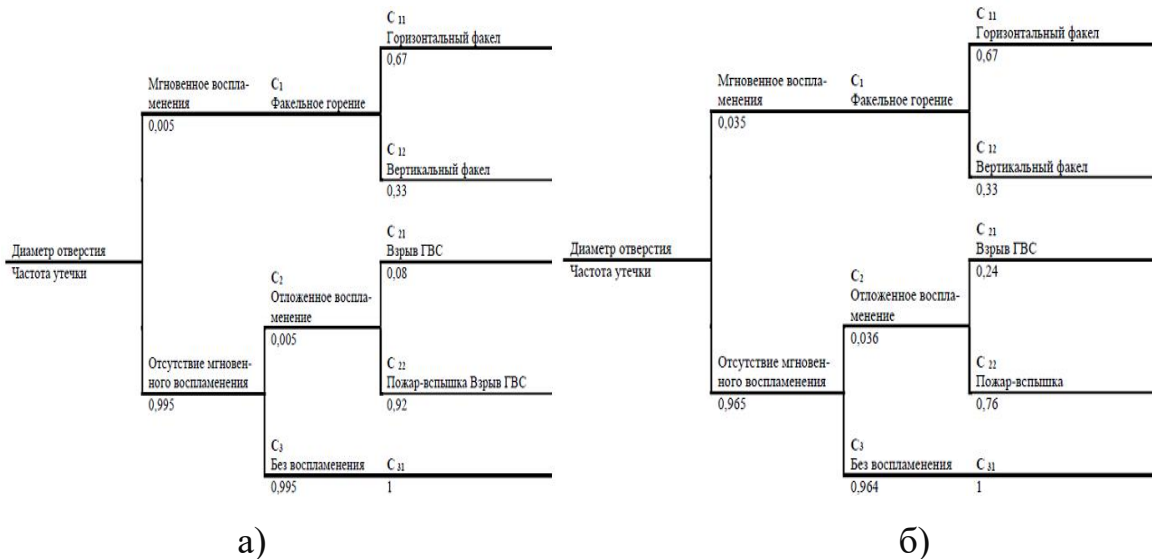 C 11
Горизонтальный факел
0,67
Мгновенное воспла-
менения
0,005
C1
Факельное горение
C 12
Вертикальный факел
0,33
Диаметр отверстия
Частота утечки
C 21
Взрыв ГВС
0,08
C2
Отложенное воспла-
менение
0,005
Отсутствие мгновен-
ного воспламенения
0,995
C 22
Пожар-вспышка Взрыв ГВС
0,92
C3
Без воспламенения
0,995
C 31
1
а)
C 11
Горизонтальный факел
0,67
Мгновенное воспла-
менения
0,035
C1
Факельное горение
C 12
Вертикальный факел
0,33
Диаметр отверстия
Частота утечки
C 21
Взрыв ГВС
0,24
C2
Отложенное воспла-
менение
0,036
Отсутствие мгновен-
ного воспламенения
0,965
C 22
Пожар-вспышка
0,76
C3
Без воспламенения
0,964
C 31
1
б)